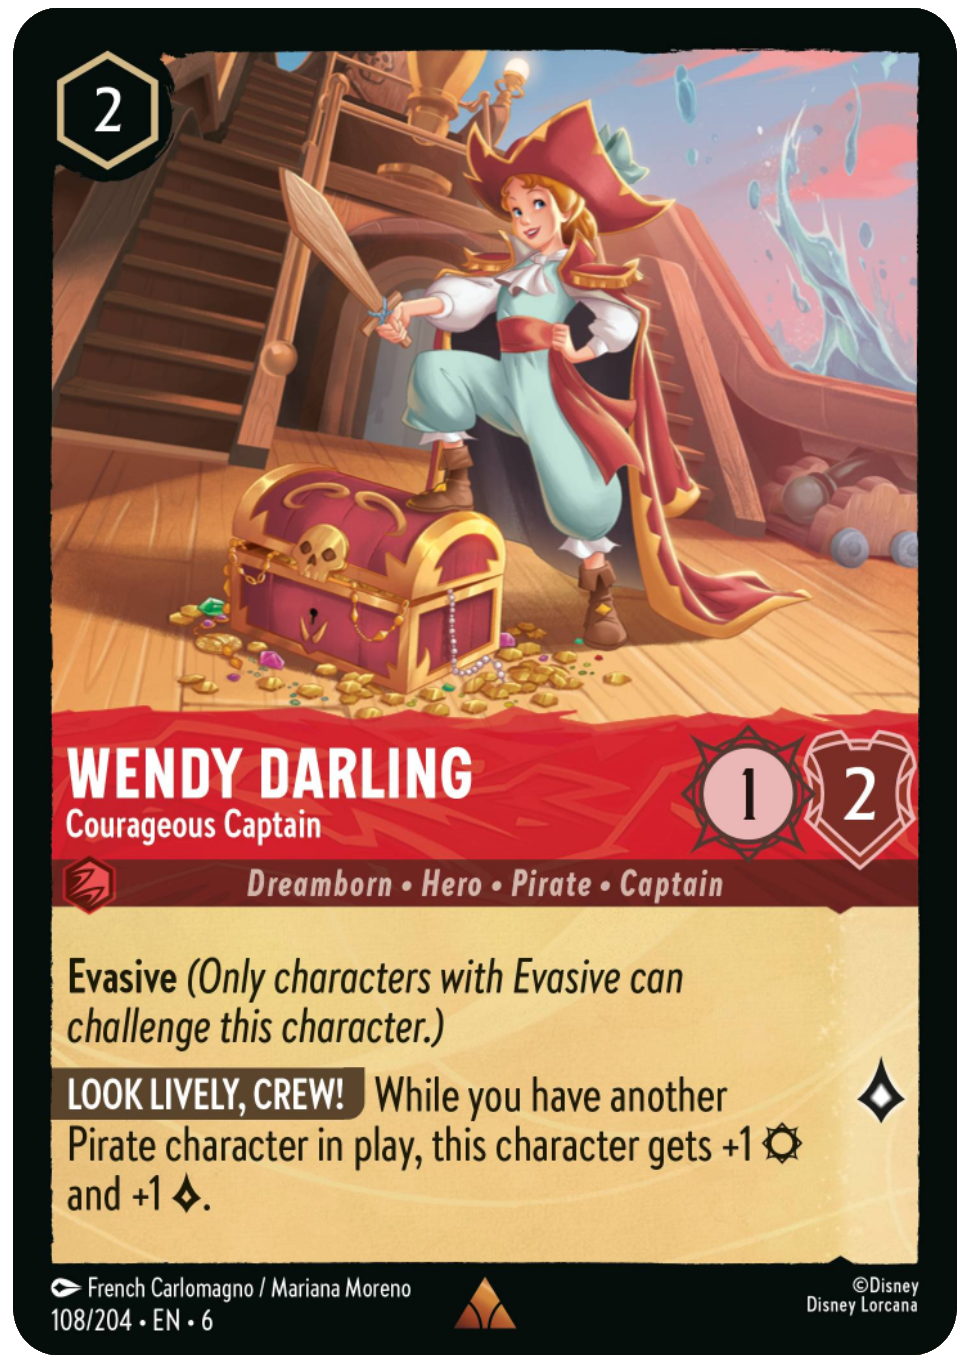 2
WENDY DARLING
Courageous Captain
1
2
Dreamborn • Hero • Pirate • Captain
Evasive (Only characters with Evasive can
challenge this character.)
LOOK LIVELY, CREW! While you have another
Pirate character in play, this character gets +1
and +1 .
French Carlomagno / Mariana Moreno
108/204 • EN • 6
©Disney
Disney Lorcana